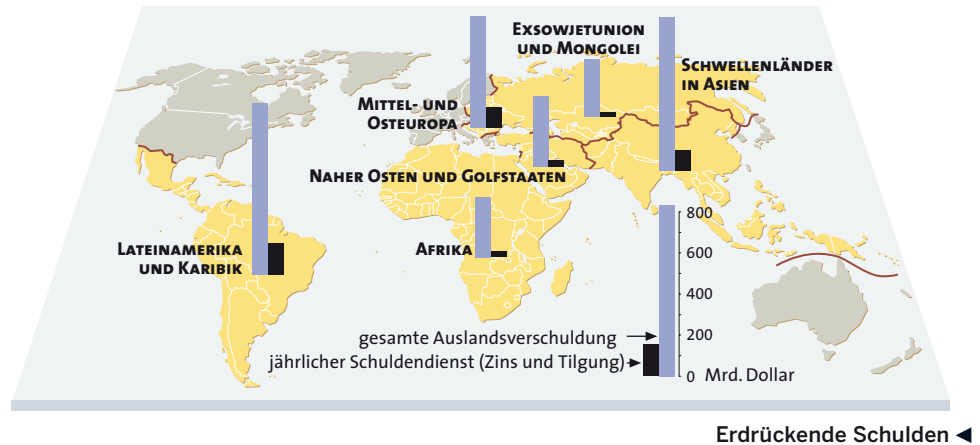 Exsowjetunion
und Mongolei
Schwellenländer
in Asien
Mittel- und
Osteuropa
Naher Osten und Golfstaaten
Lateinamerika
und Karibik
Afrika
800
600
400
200
0 Mrd. Dollar
gesamte Auslandsverschuldung
jährlicher Schuldendienst (Zins und Tilgung)
Erdrückende Schulden